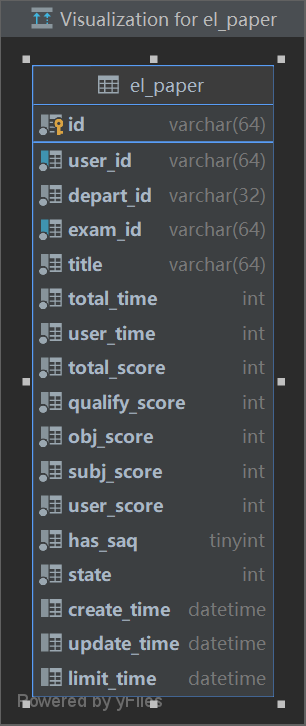 Visualization for el_paper
el_paper
id varchar(64)
user_id varchar(64)
depart_id varchar(32)
exam_id varchar(64)
title varchar(64)
total_time int
user_time int
total_score int
qualify_score int
obj_score int
subj_score int
user_score int
has_saq tinyint
state int
create_time datetime
update_time datetime
limit_time datetime
Powered by yFiles